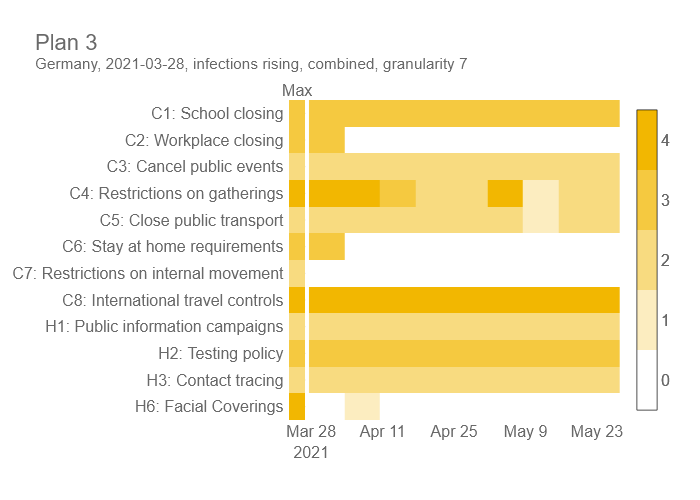 Plan 3
Germany, 2021-03-28, infections rising, combined, granularity 7
Max
C1: School closing
C2: Workplace closing
C3: Cancel public events
C4: Restrictions on gatherings
C5: Close public transport
C6: Stay at home requirements
C7: Restrictions on internal movement
C8: International travel controls
H1: Public information campaigns
H2: Testing policy
H3: Contact tracing
H6: Facial Coverings
Mar 28 Apr 11 Apr 25 May 9 May 23
2021
4
3
2
1
0